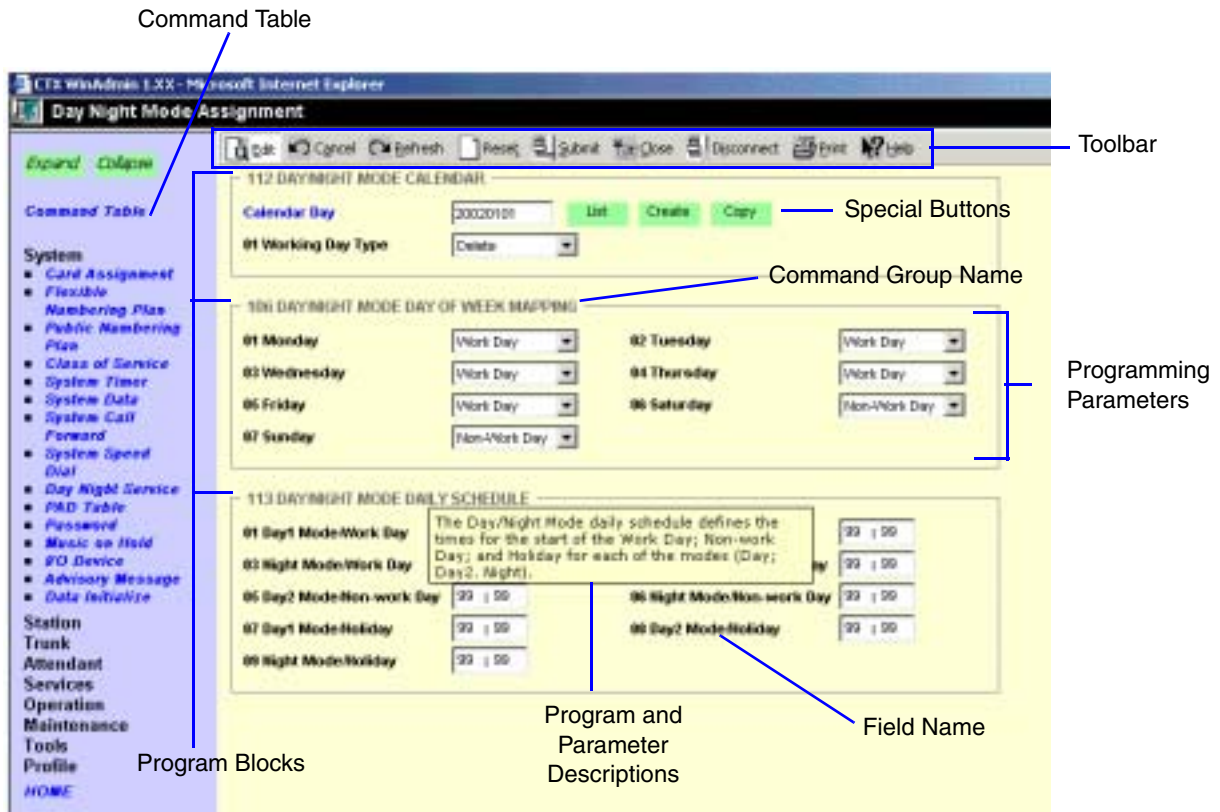 Command Table
CTX WinAdmin 1.XX - Microsoft Internet Explorer
Day Night Mode Assignment
Edit Cancel Refresh Reset Submit Close Disconnect Print Help
Toolbar
Expand Collapse
Command Table
System
Card Assignment
Flexible
Numbering Plan
Public Numbering
Plan
Class of Service
System Timer
System Data
System Call
Forward
System Speed
Dial
Day Night Service
PAD Table
Password
Music on Hold
I/O Device
Advisory Message
Data Initialize
Station
Trunk
Attendant
Services
Operation
Maintenance
Tools
Profile
HOME
112 DAY/NIGHT MODE CALENDAR
Calendar Day 20020101 List Create Copy
Special Buttons
01 Working Day Type Delete
Command Group Name
106 DAY/NIGHT MODE DAY OF WEEK MAPPING
01 Monday Work Day 02 Tuesday Work Day
03 Wednesday Work Day 04 Thursday Work Day
05 Friday Work Day 06 Saturday Non-Work Day
07 Sunday Non-Work Day
Programming
Parameters
113 DAY/NIGHT MODE DAILY SCHEDULE
01 Day1 Mode/Work Day 99 : 99
The Day/Night Mode daily schedule defines the
times for the start of the Work Day; Non-work
Day; and Holiday for each of the modes (Day;
Day2, Night).
03 Night Mode/Work Day 99 : 99
05 Day2 Mode/Non-work Day 99 : 99 06 Night Mode/Non-work Day 99 : 99
07 Day1 Mode/Holiday 99 : 99 08 Day2 Mode/Holiday 99 : 99
09 Night Mode/Holiday 99 : 99
Program Blocks
Program and
Parameter
Descriptions
Field Name